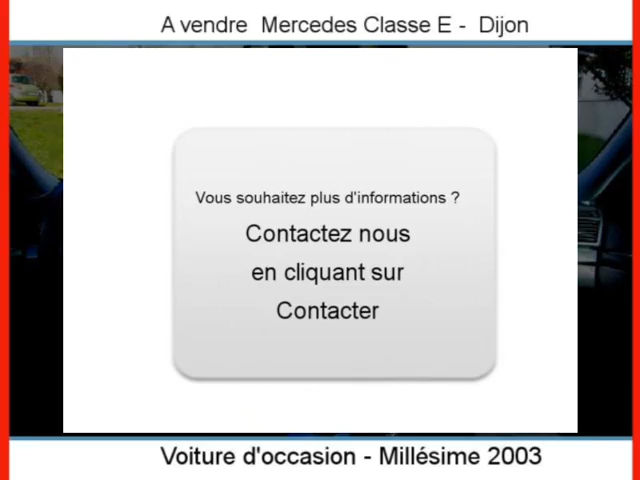 A vendre  Mercedes Classe E -  Dijon
Vous souhaitez plus d'informations ?
Contactez nous
en cliquant sur
Contacter
Voiture d'occasion - Millésime 2003